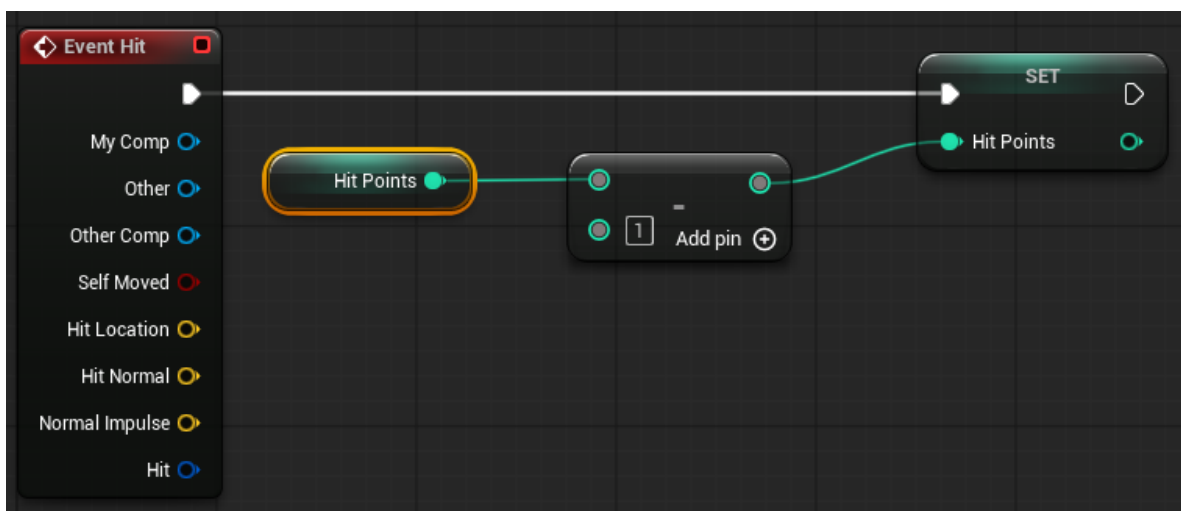 Event Hit
My Comp
Other
Other Comp
Self Moved
Hit Location
Hit Normal
Normal Impulse
Hit
Hit Points
-
1
Add pin
SET
Hit Points